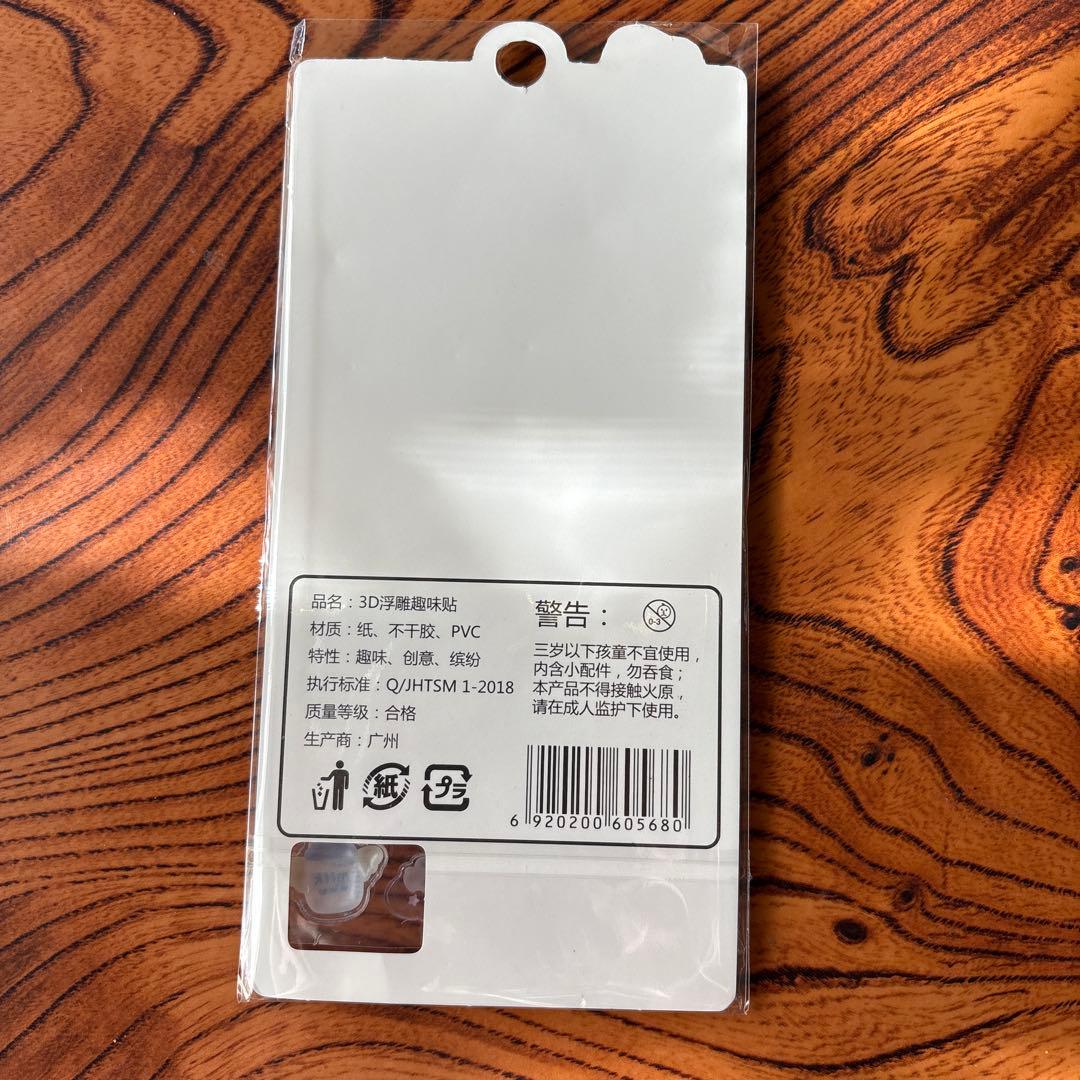 品名：3D浮雕趣味贴
材质：纸、不干胶、PVC
特性：趣味、创意、缤纷
执行标准：Q/JHTSM 1-2018
质量等级：合格
生产商：广州
警告：
0-3
三岁以下孩童不宜使用，
内含小配件，勿吞食；
本产品不得接触火原，
请在成人监护下使用。
紙
プラ
6 920200 605680